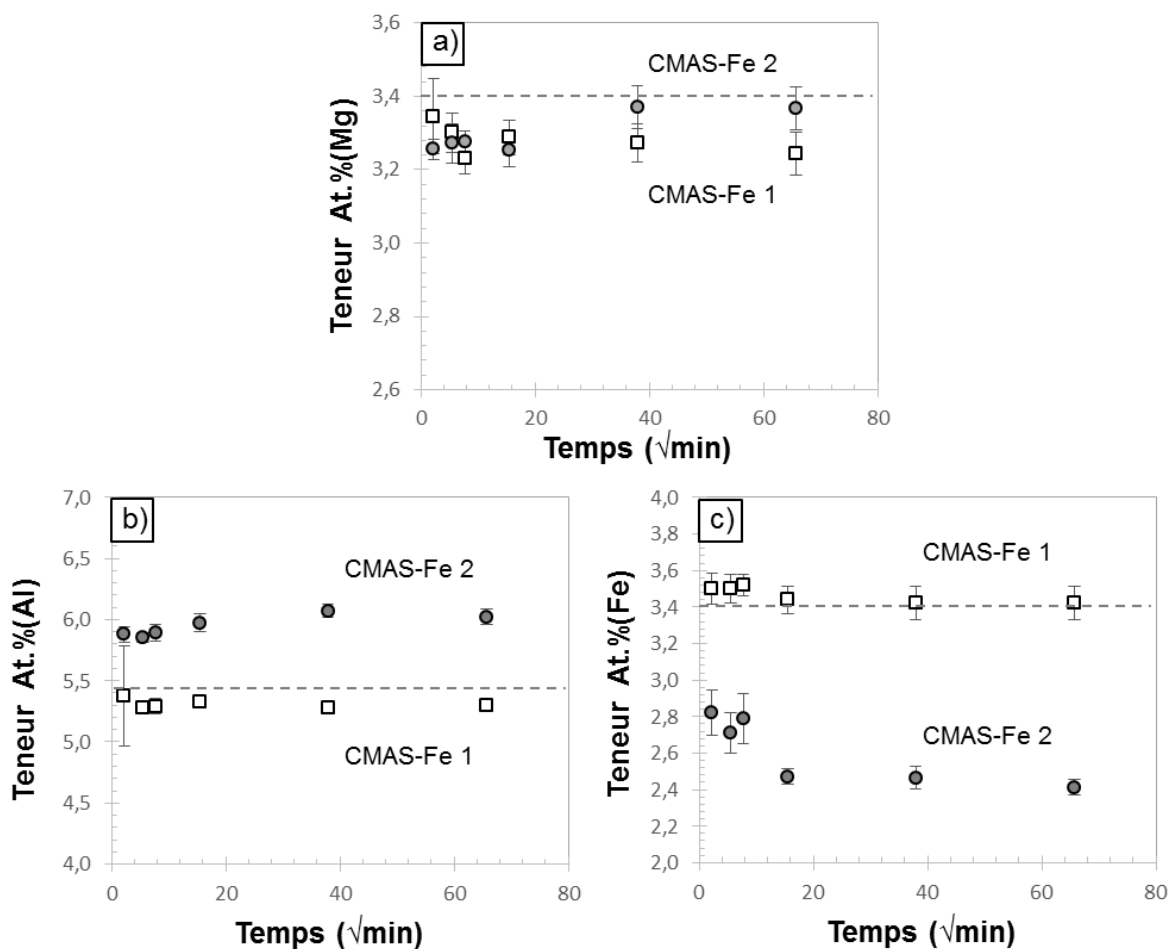 a)
3,6
3,4
3,2
3,0
2,8
2,6
Teneur At.%(Mg)
CMAS-Fe 2
CMAS-Fe 1
0 20 40 60 80
Temps (√min)
b)
7,0
6,5
6,0
5,5
5,0
4,5
4,0
Teneur At.%(Al)
CMAS-Fe 2
CMAS-Fe 1
0 20 40 60 80
Temps (√min)
c)
4,0
3,8
3,6
3,4
3,2
3,0
2,8
2,6
2,4
2,2
2,0
Teneur At.%(Fe)
CMAS-Fe 1
CMAS-Fe 2
0 20 40 60 80
Temps (√min)